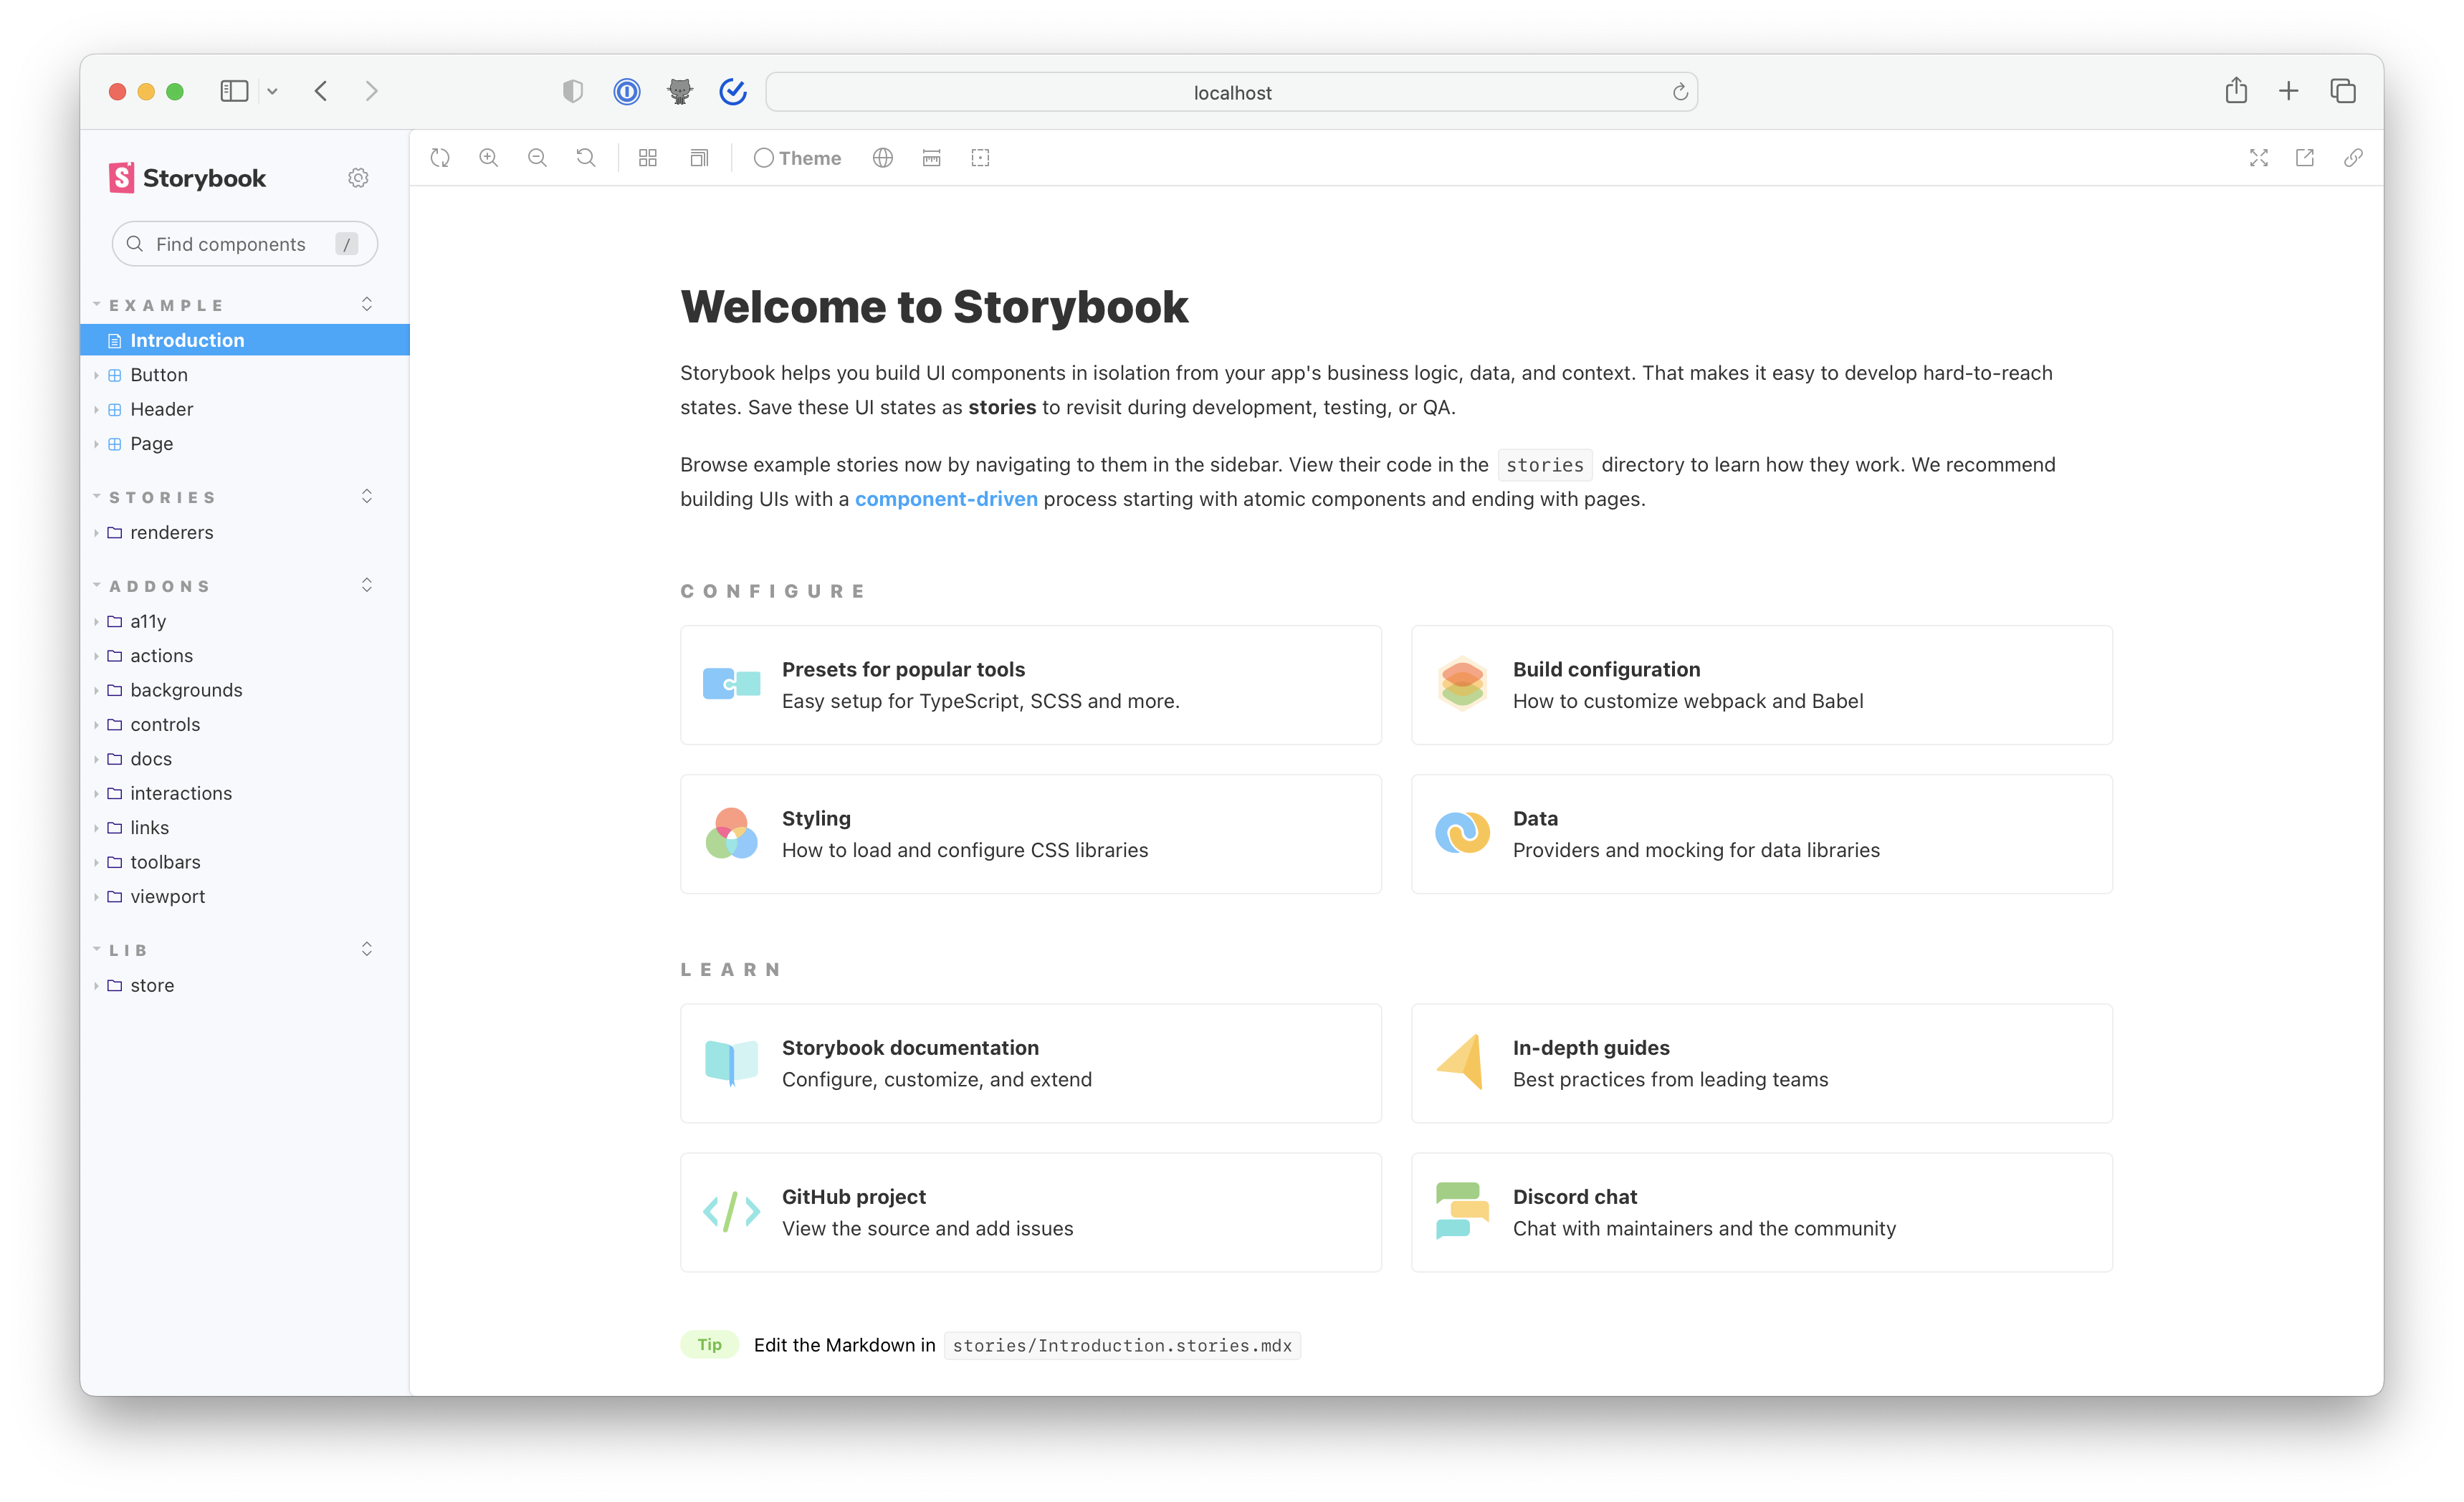 localhost
Storybook
Theme
Find components /
EXAMPLE
Introduction
Button
Header
Page
STORIES
renderers
ADDONS
a11y
actions
backgrounds
controls
docs
interactions
links
toolbars
viewport
LIB
store
Welcome to Storybook
Storybook helps you build UI components in isolation from your app's business logic, data, and context. That makes it easy to develop hard-to-reach
states. Save these UI states as stories to revisit during development, testing, or QA.
Browse example stories now by navigating to them in the sidebar. View their code in the stories directory to learn how they work. We recommend
building UIs with a component-driven process starting with atomic components and ending with pages.
CONFIGURE
Presets for popular tools
Easy setup for TypeScript, SCSS and more.
Build configuration
How to customize webpack and Babel
Styling
How to load and configure CSS libraries
Data
Providers and mocking for data libraries
LEARN
Storybook documentation
Configure, customize, and extend
In-depth guides
Best practices from leading teams
GitHub project
View the source and add issues
Discord chat
Chat with maintainers and the community
Tip Edit the Markdown in stories/Introduction.stories.mdx